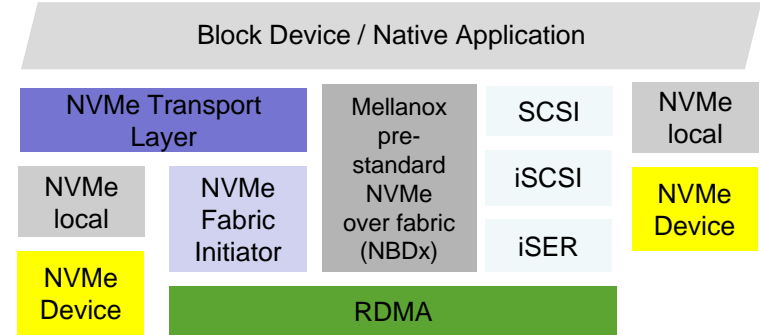 Block Device / Native Application
NVMe Transport
Layer
NVMe
local
NVMe
Device
NVMe
Fabric
Initiator
Mellanox
pre-
standard
NVMe
over fabric
(NBDx)
SCSI
iSCSI
iSER
NVMe
local
NVMe
Device
RDMA